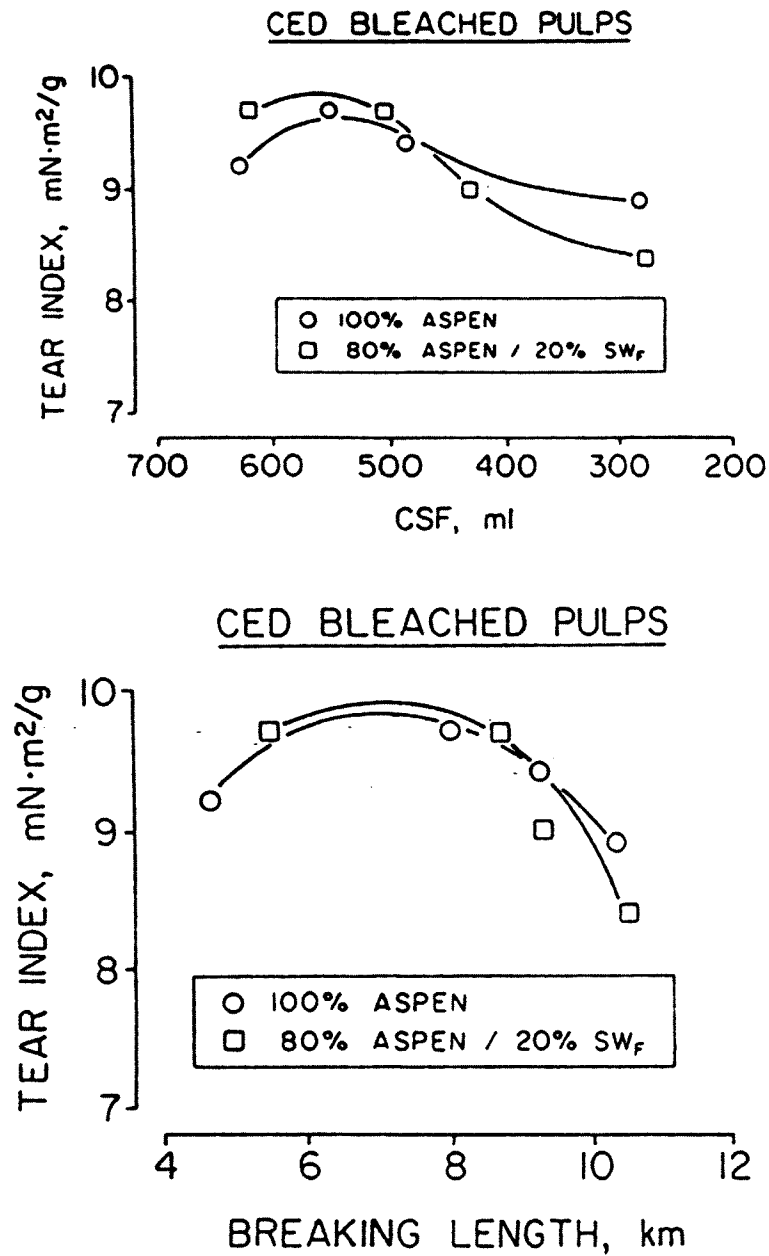 CED BLEACHED PULPS
TEAR INDEX, mN·m²/g
10
9
8
7
○ 100% ASPEN
□ 80% ASPEN / 20% SWF
700 600 500 400 300 200
CSF, ml
CED BLEACHED PULPS
TEAR INDEX, mN·m²/g
10
9
8
7
○ 100% ASPEN
□ 80% ASPEN / 20% SWF
4 6 8 10 12
BREAKING LENGTH, km